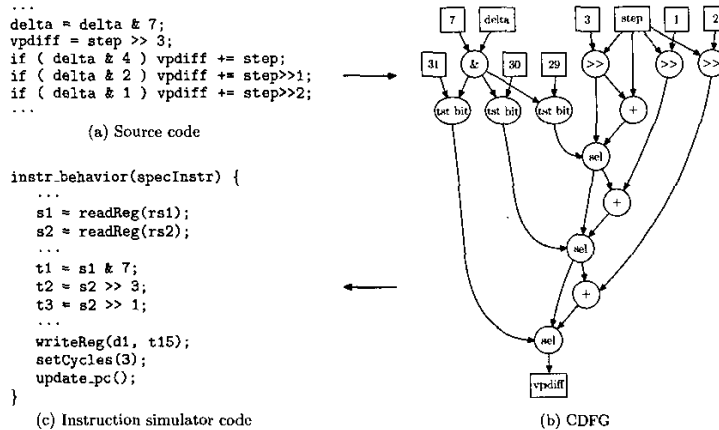 ...
delta = delta & 7;
vpdiff = step >> 3;
if ( delta & 4 ) vpdiff += step;
if ( delta & 2 ) vpdiff += step>>1;
if ( delta & 1 ) vpdiff += step>>2;
...
(a) Source code
instr_behavior(specInstr) {
...
s1 = readReg(rs1);
s2 = readReg(rs2);
...
t1 = s1 & 7;
t2 = s2 >> 3;
t3 = s2 >> 1;
...
writeReg(d1, t15);
setCycles(3);
update_pc();
}
(c) Instruction simulator code
7 delta 3 step 1 2
31 & 30 29 >> >> >>
tst bit tst bit tst bit +
sel
+
sel
+
sel
vpdiff
(b) CDFG